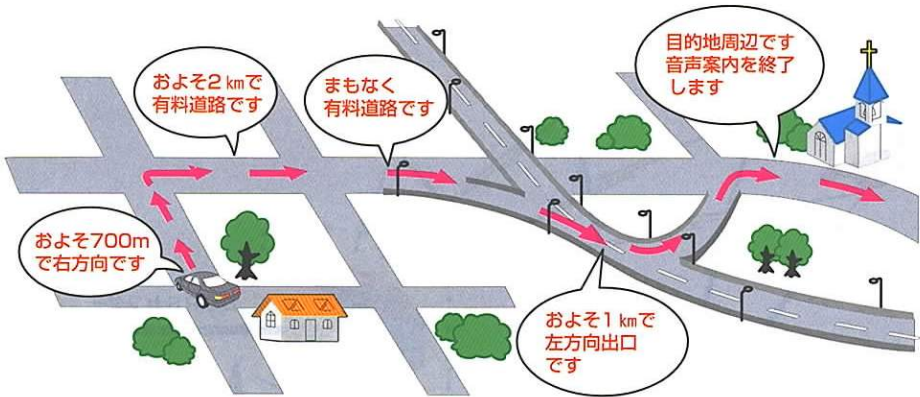 およそ700m
で右方向です
およそ2㎞で
有料道路です
まもなく
有料道路です
およそ1㎞で
左方向出口
です
目的地周辺です
音声案内を終了
します